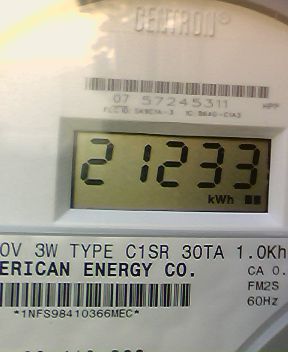 CENTRON®
07 57245311
HPP
21233
kWh
0V 3W TYPE C1SR 30TA 1.0Kh
ERICAN ENERGY CO.
CA 0.
FM2S
60Hz
*1NFS98410366MEC*